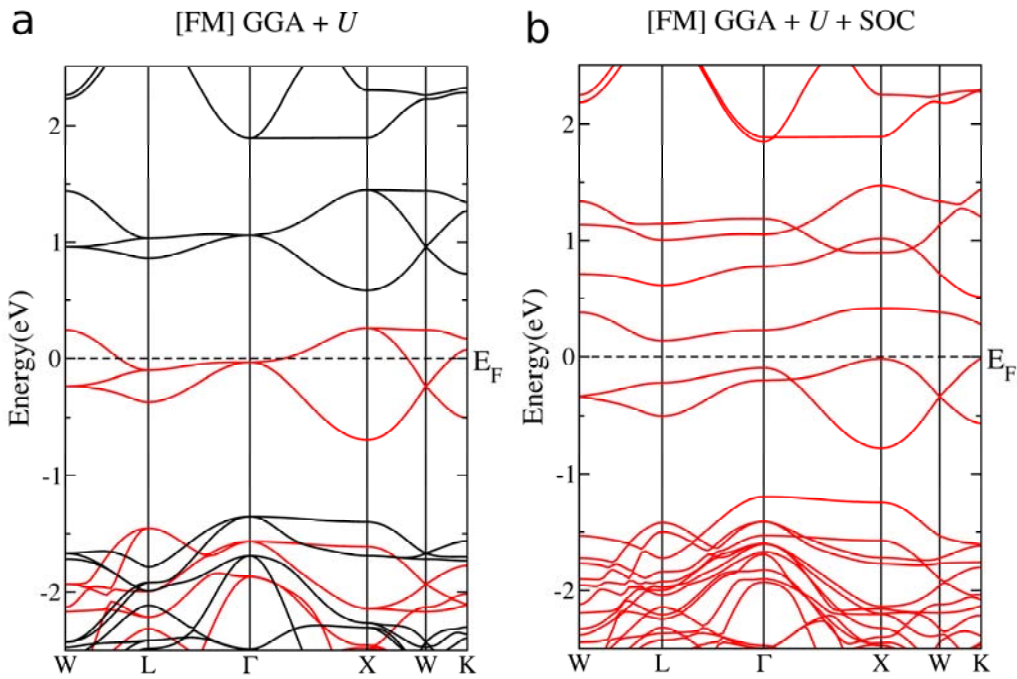 a
[FM] GGA + U
b
[FM] GGA + U + SOC
Energy(eV)
2
1
0
-1
-2
E_F
W L Γ X W K
Energy(eV)
2
1
0
-1
-2
E_F
W L Γ X W K